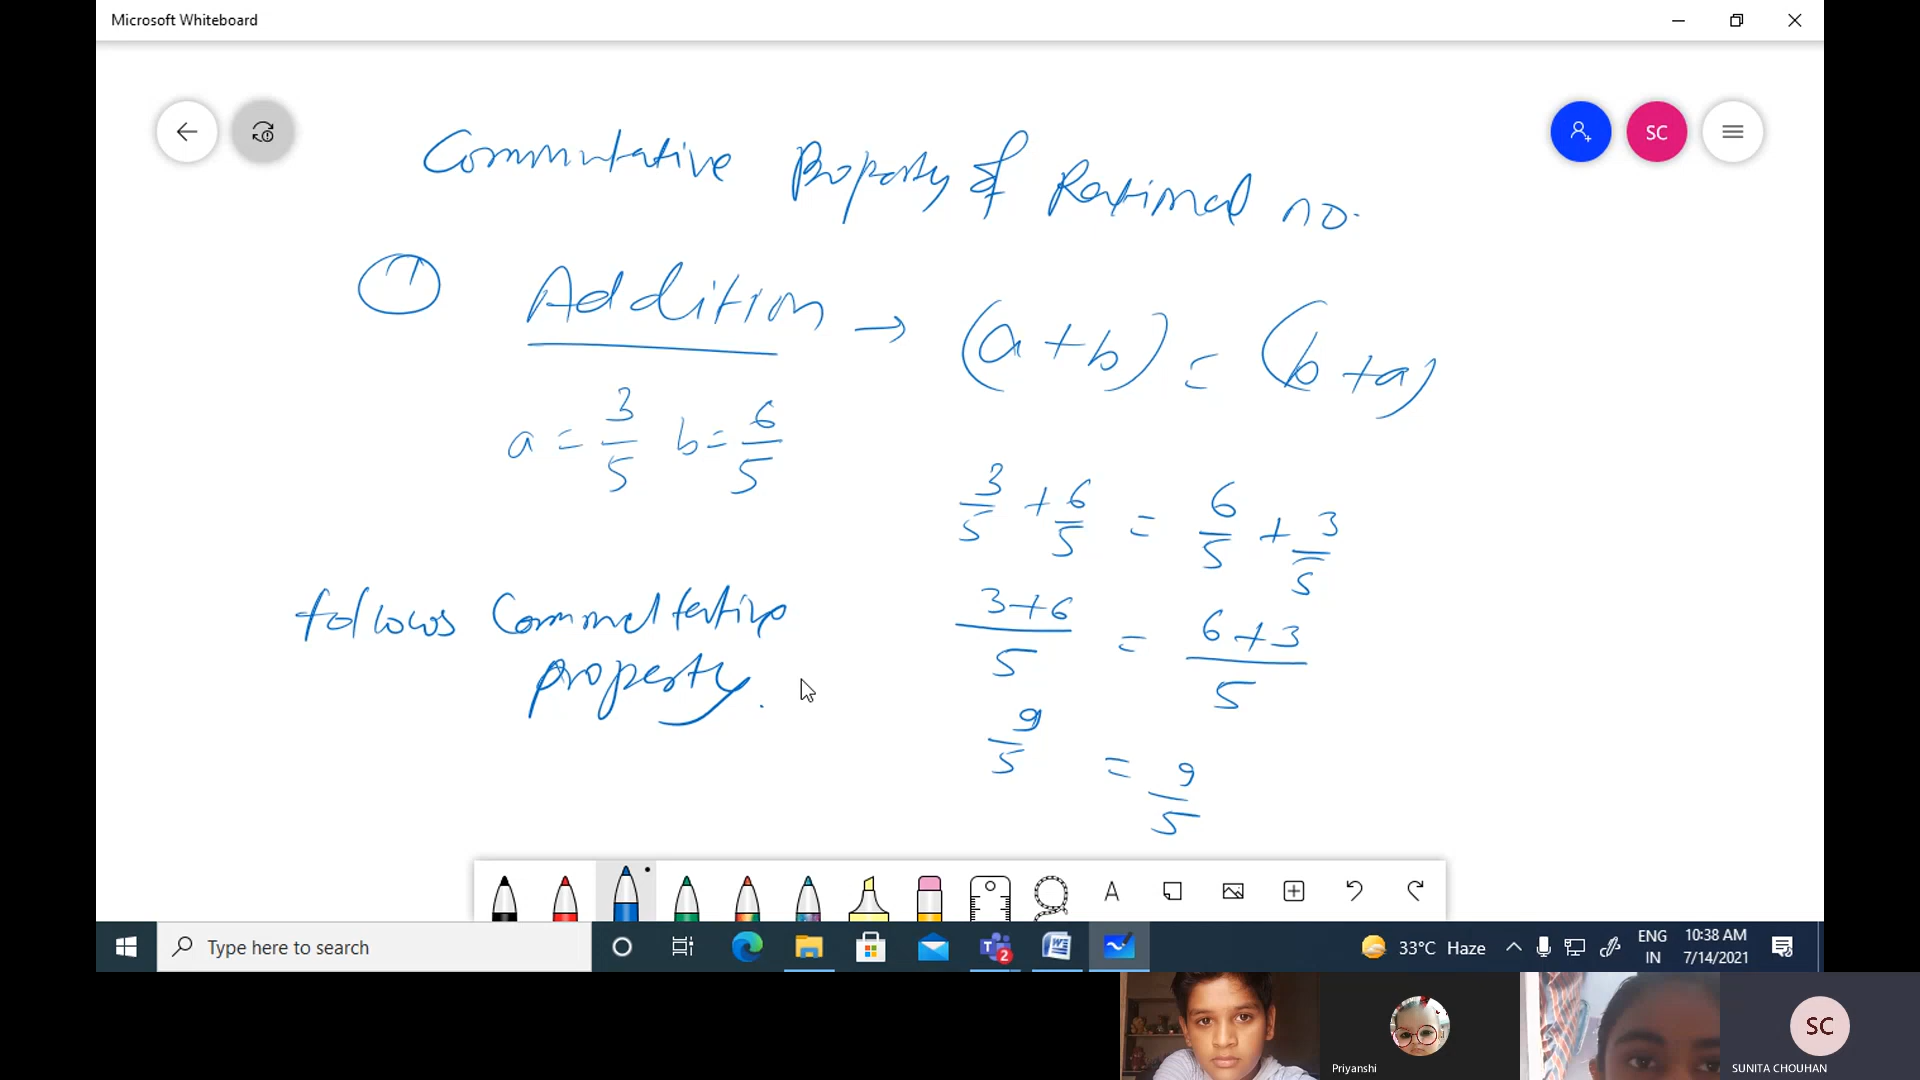 Microsoft Whiteboard
SC
Commutative Property of Rational no.
1 Addition → (a+b) = (b+a)
a = 3/5 b = 6/5
3/5 + 6/5 = 6/5 + 3/5
follows Commutative
3+6/5 = 6+3/5
property.
9/5 = 9/5
Type here to search
2
33°C Haze
ENG
IN
10:38 AM
7/14/2021
Priyanshi
SC
SUNITA CHOUHAN